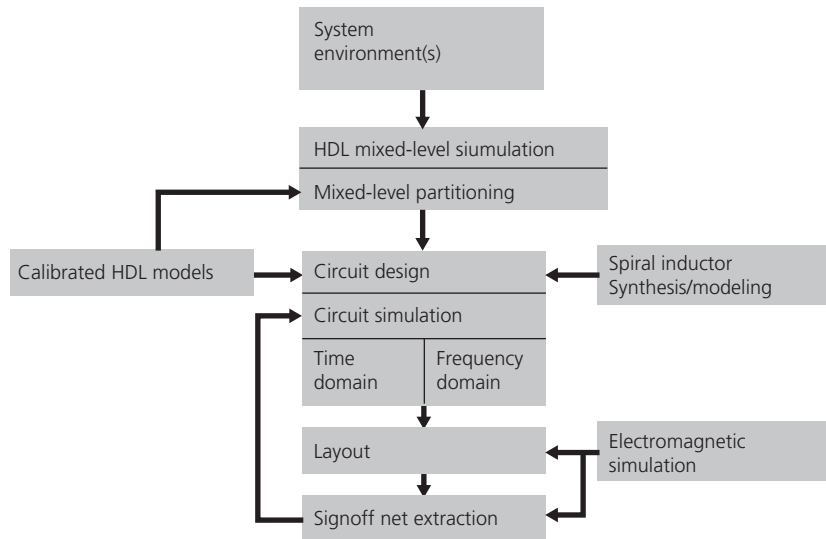 System
environment(s)
HDL mixed-level siumulation
Mixed-level partitioning
Calibrated HDL models
Circuit design
Spiral inductor
Synthesis/modeling
Circuit simulation
Time
domain
Frequency
domain
Layout
Electromagnetic
simulation
Signoff net extraction